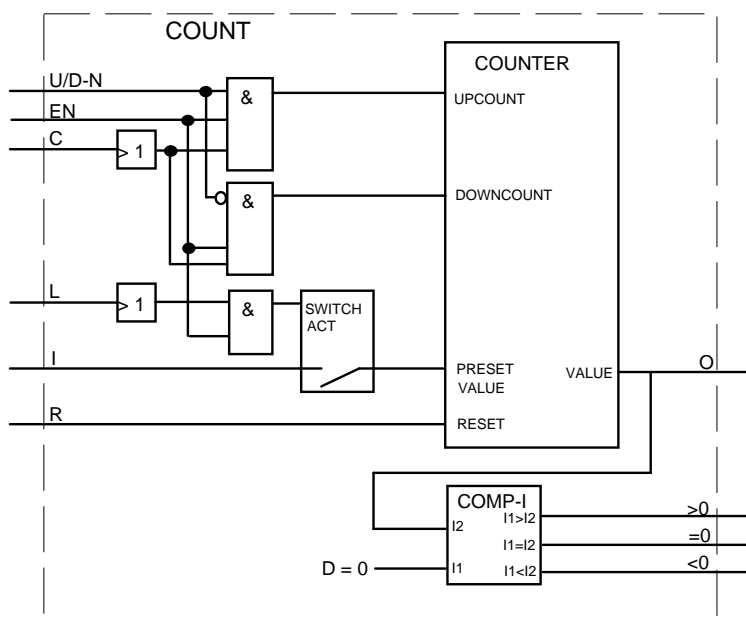 COUNT
COUNTER
U/D-N
&
UPCOUNT
EN
C
> 1
&
DOWNCOUNT
L
> 1
&
SWITCH
ACT
I
PRESET
VALUE
VALUE
O
R
RESET
COMP-I
I2
I1>I2
>0
I1=I2
=0
D = 0
I1
I1<I2
<0